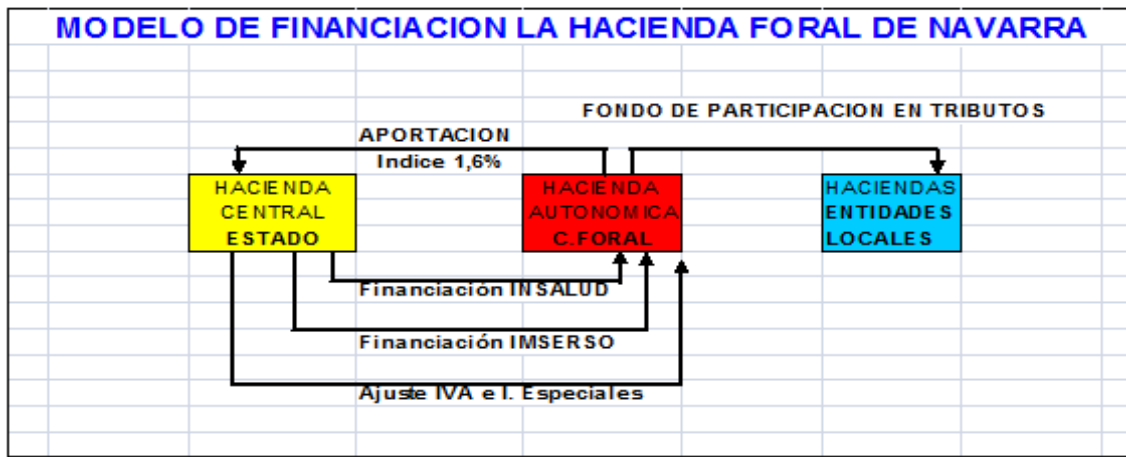 MODELO DE FINANCIACION LA HACIENDA FORAL DE NAVARRA
FONDO DE PARTICIPACION EN TRIBUTOS
APORTACION
Indice 1,6%
HACIENDA
CENTRAL
ESTADO
HACIENDA
AUTONOMICA
C.FORAL
HACIENDAS
ENTIDADES
LOCALES
Financiación INSALUD
Financiación IMSERSO
Ajuste IVA e I. Especiales